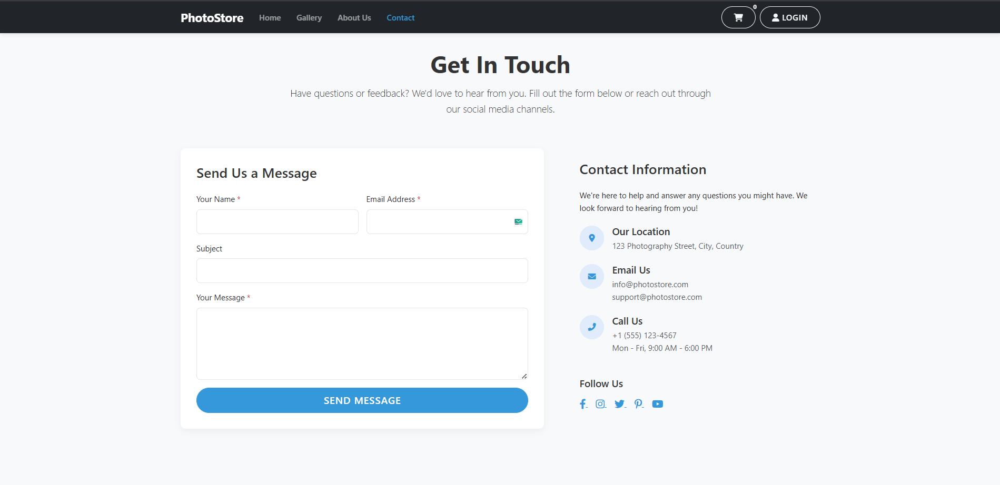 PhotoStore
Home
Gallery
About Us
Contact
0
LOGIN
Get In Touch
Have questions or feedback? We'd love to hear from you. Fill out the form below or reach out through
our social media channels.
Send Us a Message
Your Name *
Email Address *
Subject
Your Message *
SEND MESSAGE
Contact Information
We're here to help and answer any questions you might have. We
look forward to hearing from you!
Our Location
123 Photography Street, City, Country
Email Us
info@photostore.com
support@photostore.com
Call Us
+1 (555) 123-4567
Mon - Fri, 9:00 AM - 6:00 PM
Follow Us